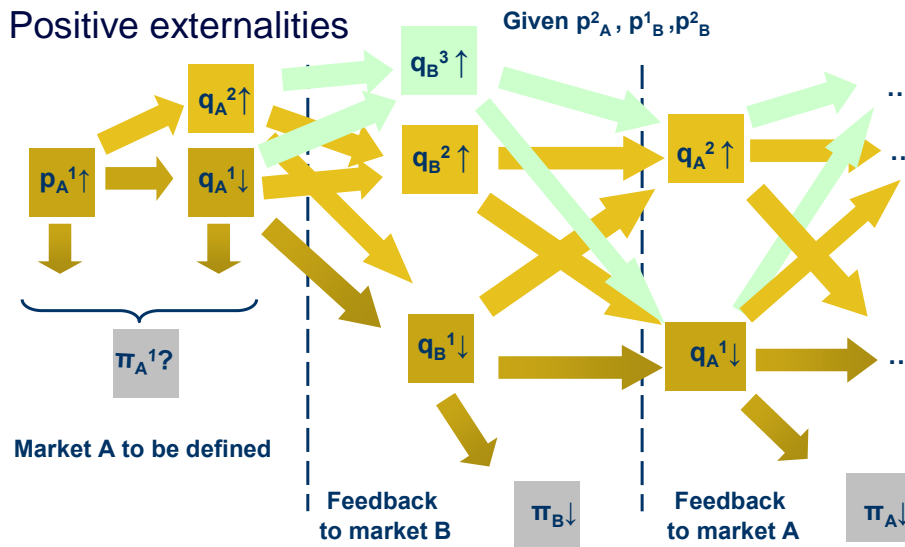 Positive externalities
Given p²A, p¹B ,p²B
qB³↑
qA²↑
qB²↑
qA²↑
pA¹↑
qA¹↓
qB¹↓
qA¹↓
πA¹?
Market A to be defined
Feedback
to market B
πB↓
Feedback
to market A
πA↓
..
..
..